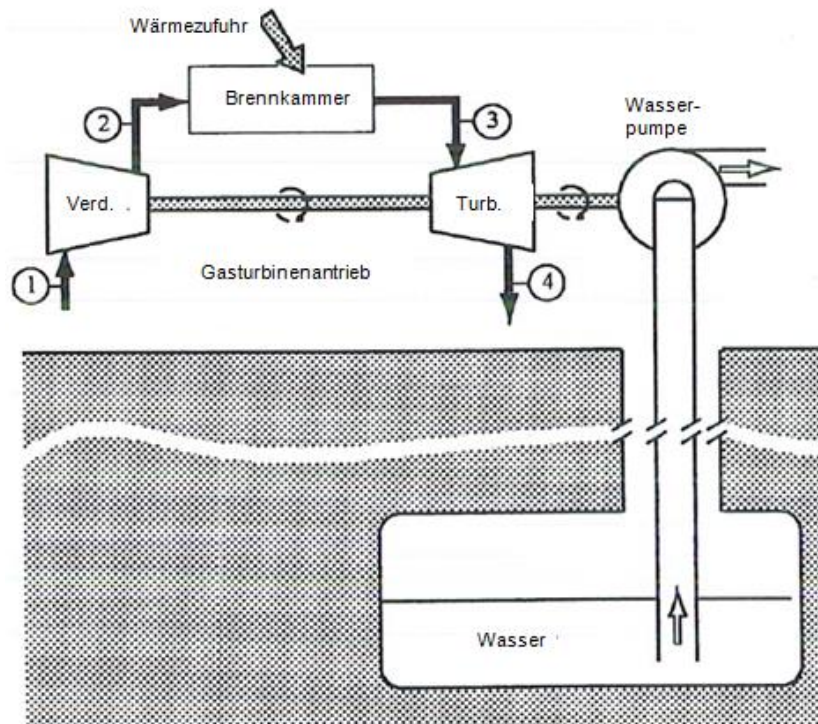 Wärmezufuhr
Brennkammer
2
3
Wasser-
pumpe
Verd. .
Turb.
1
Gasturbinenantrieb
4
Wasser